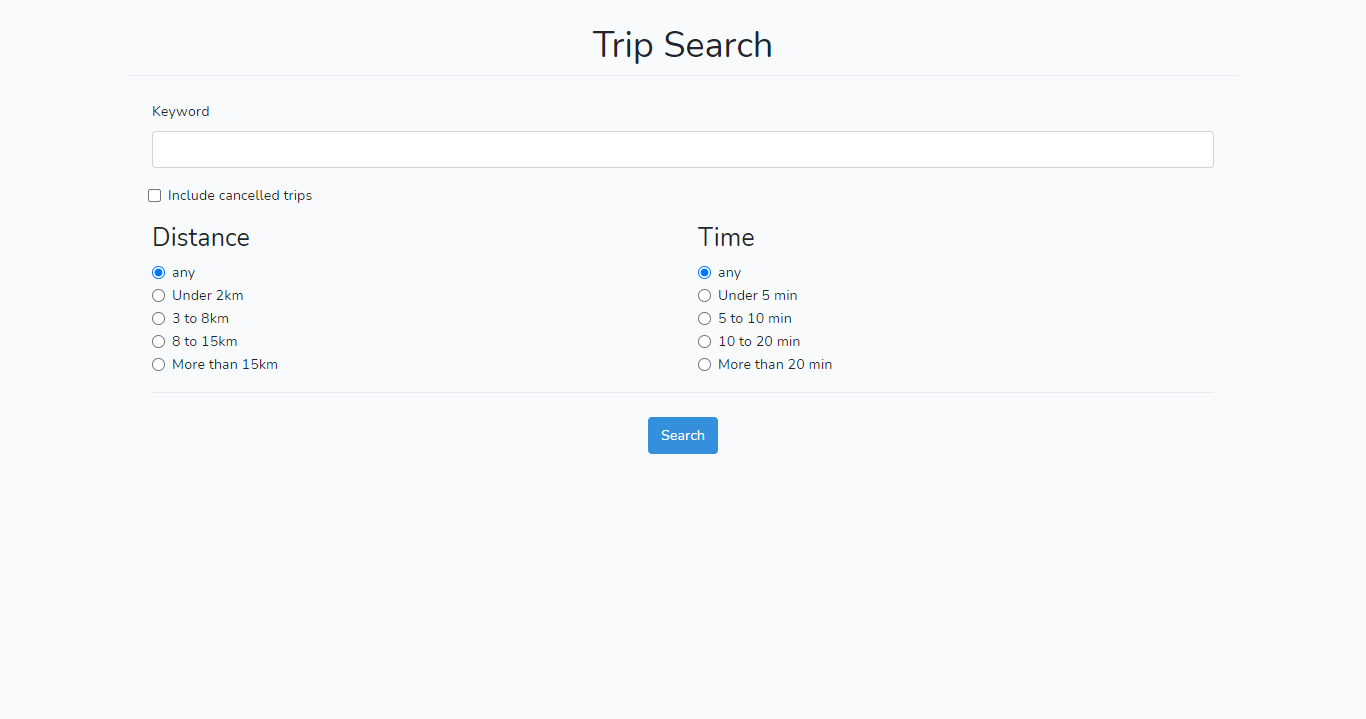 Trip Search
Keyword
Include cancelled trips
Distance
any
Under 2km
3 to 8km
8 to 15km
More than 15km
Time
any
Under 5 min
5 to 10 min
10 to 20 min
More than 20 min
Search